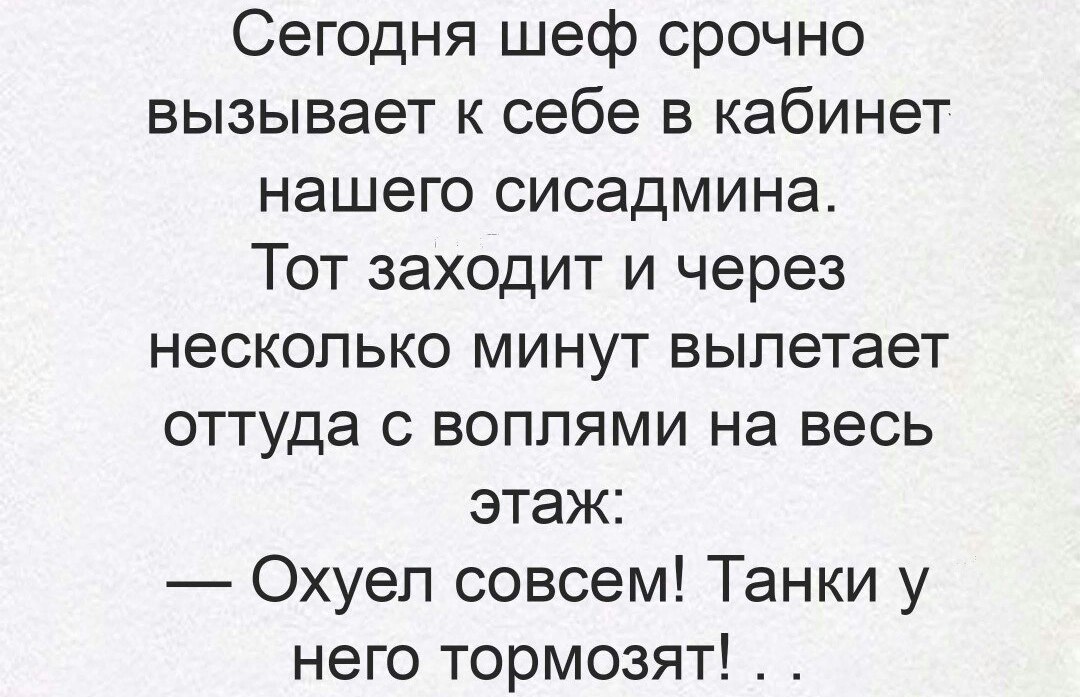 Сегодня шеф срочно
вызывает к себе в кабинет
нашего сисадмина.
Тот заходит и через
несколько минут вылетает
оттуда с воплями на весь
этаж:
— Охуел совсем! Танки у
него тормозят! . .